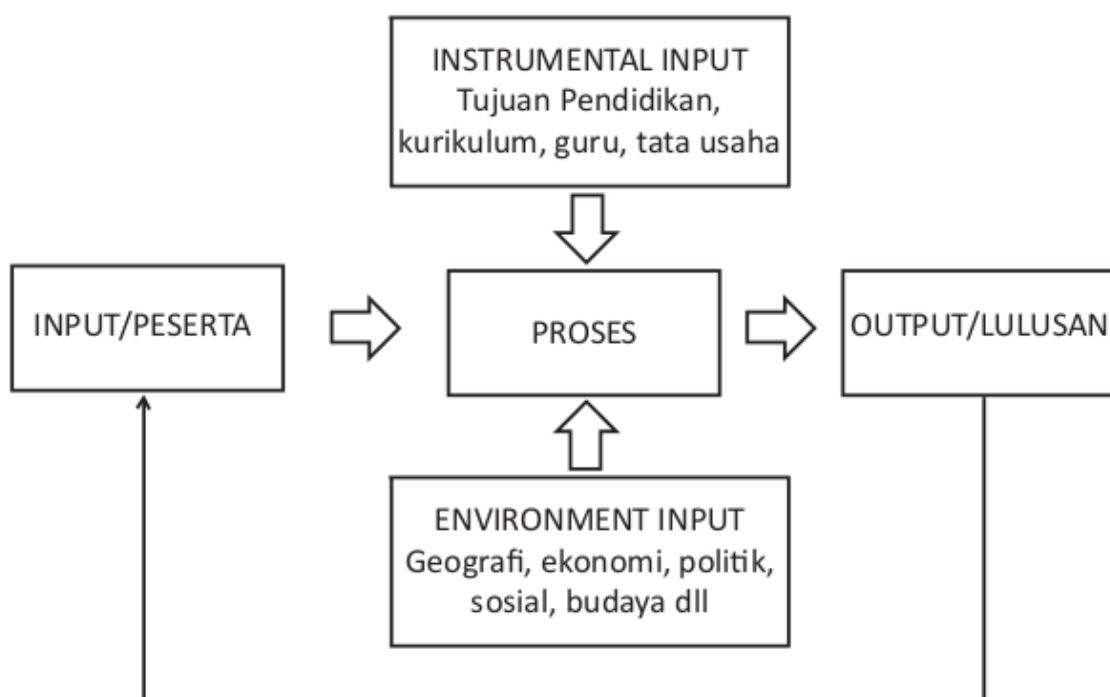 INSTRUMENTAL INPUT
Tujuan Pendidikan,
kurikulum, guru, tata usaha
INPUT/PESERTA
PROSES
OUTPUT/LULUSAN
ENVIRONMENT INPUT
Geografi, ekonomi, politik,
sosial, budaya dll